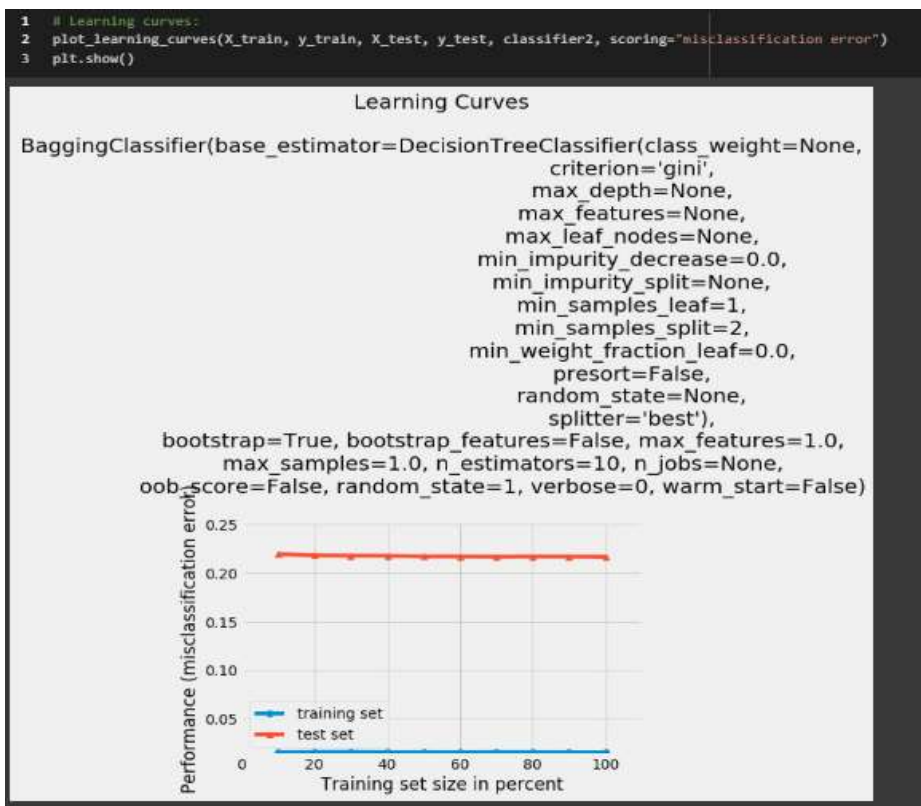 1 # Learning curves:
2 plot_learning_curves(X_train, y_train, X_test, y_test, classifier2, scoring="misclassification error")
3 plt.show()
Learning Curves
BaggingClassifier(base_estimator=DecisionTreeClassifier(class_weight=None,
criterion='gini',
max_depth=None,
max_features=None,
max_leaf_nodes=None,
min_impurity_decrease=0.0,
min_impurity_split=None,
min_samples_leaf=1,
min_samples_split=2,
min_weight_fraction_leaf=0.0,
presort=False,
random_state=None,
splitter='best'),
bootstrap=True, bootstrap_features=False, max_features=1.0,
max_samples=1.0, n_estimators=10, n_jobs=None,
oob_score=False, random_state=1, verbose=0, warm_start=False)
Performance (misclassification error)
0.25
0.20
0.15
0.10
0.05
training set
test set
0 20 40 60 80 100
Training set size in percent